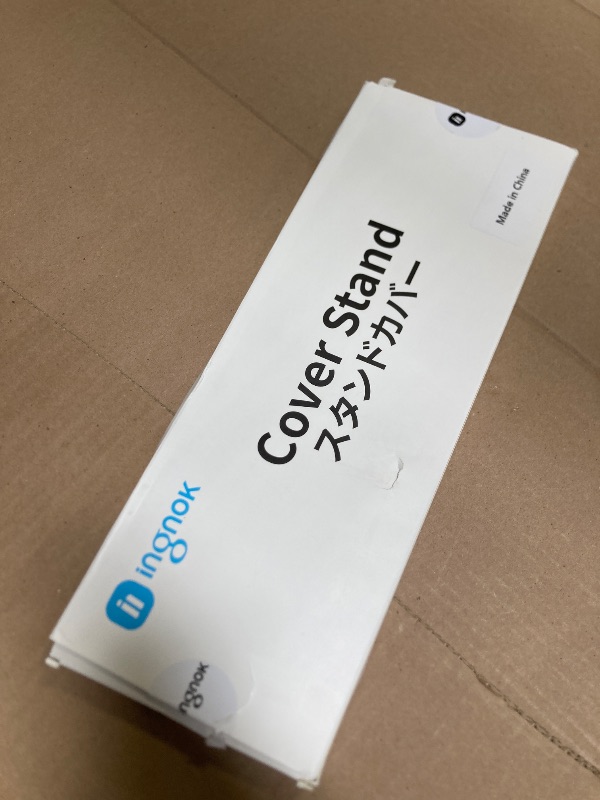 Made in China
Cover Stand
スタンドカバー
ingnok
ingnok